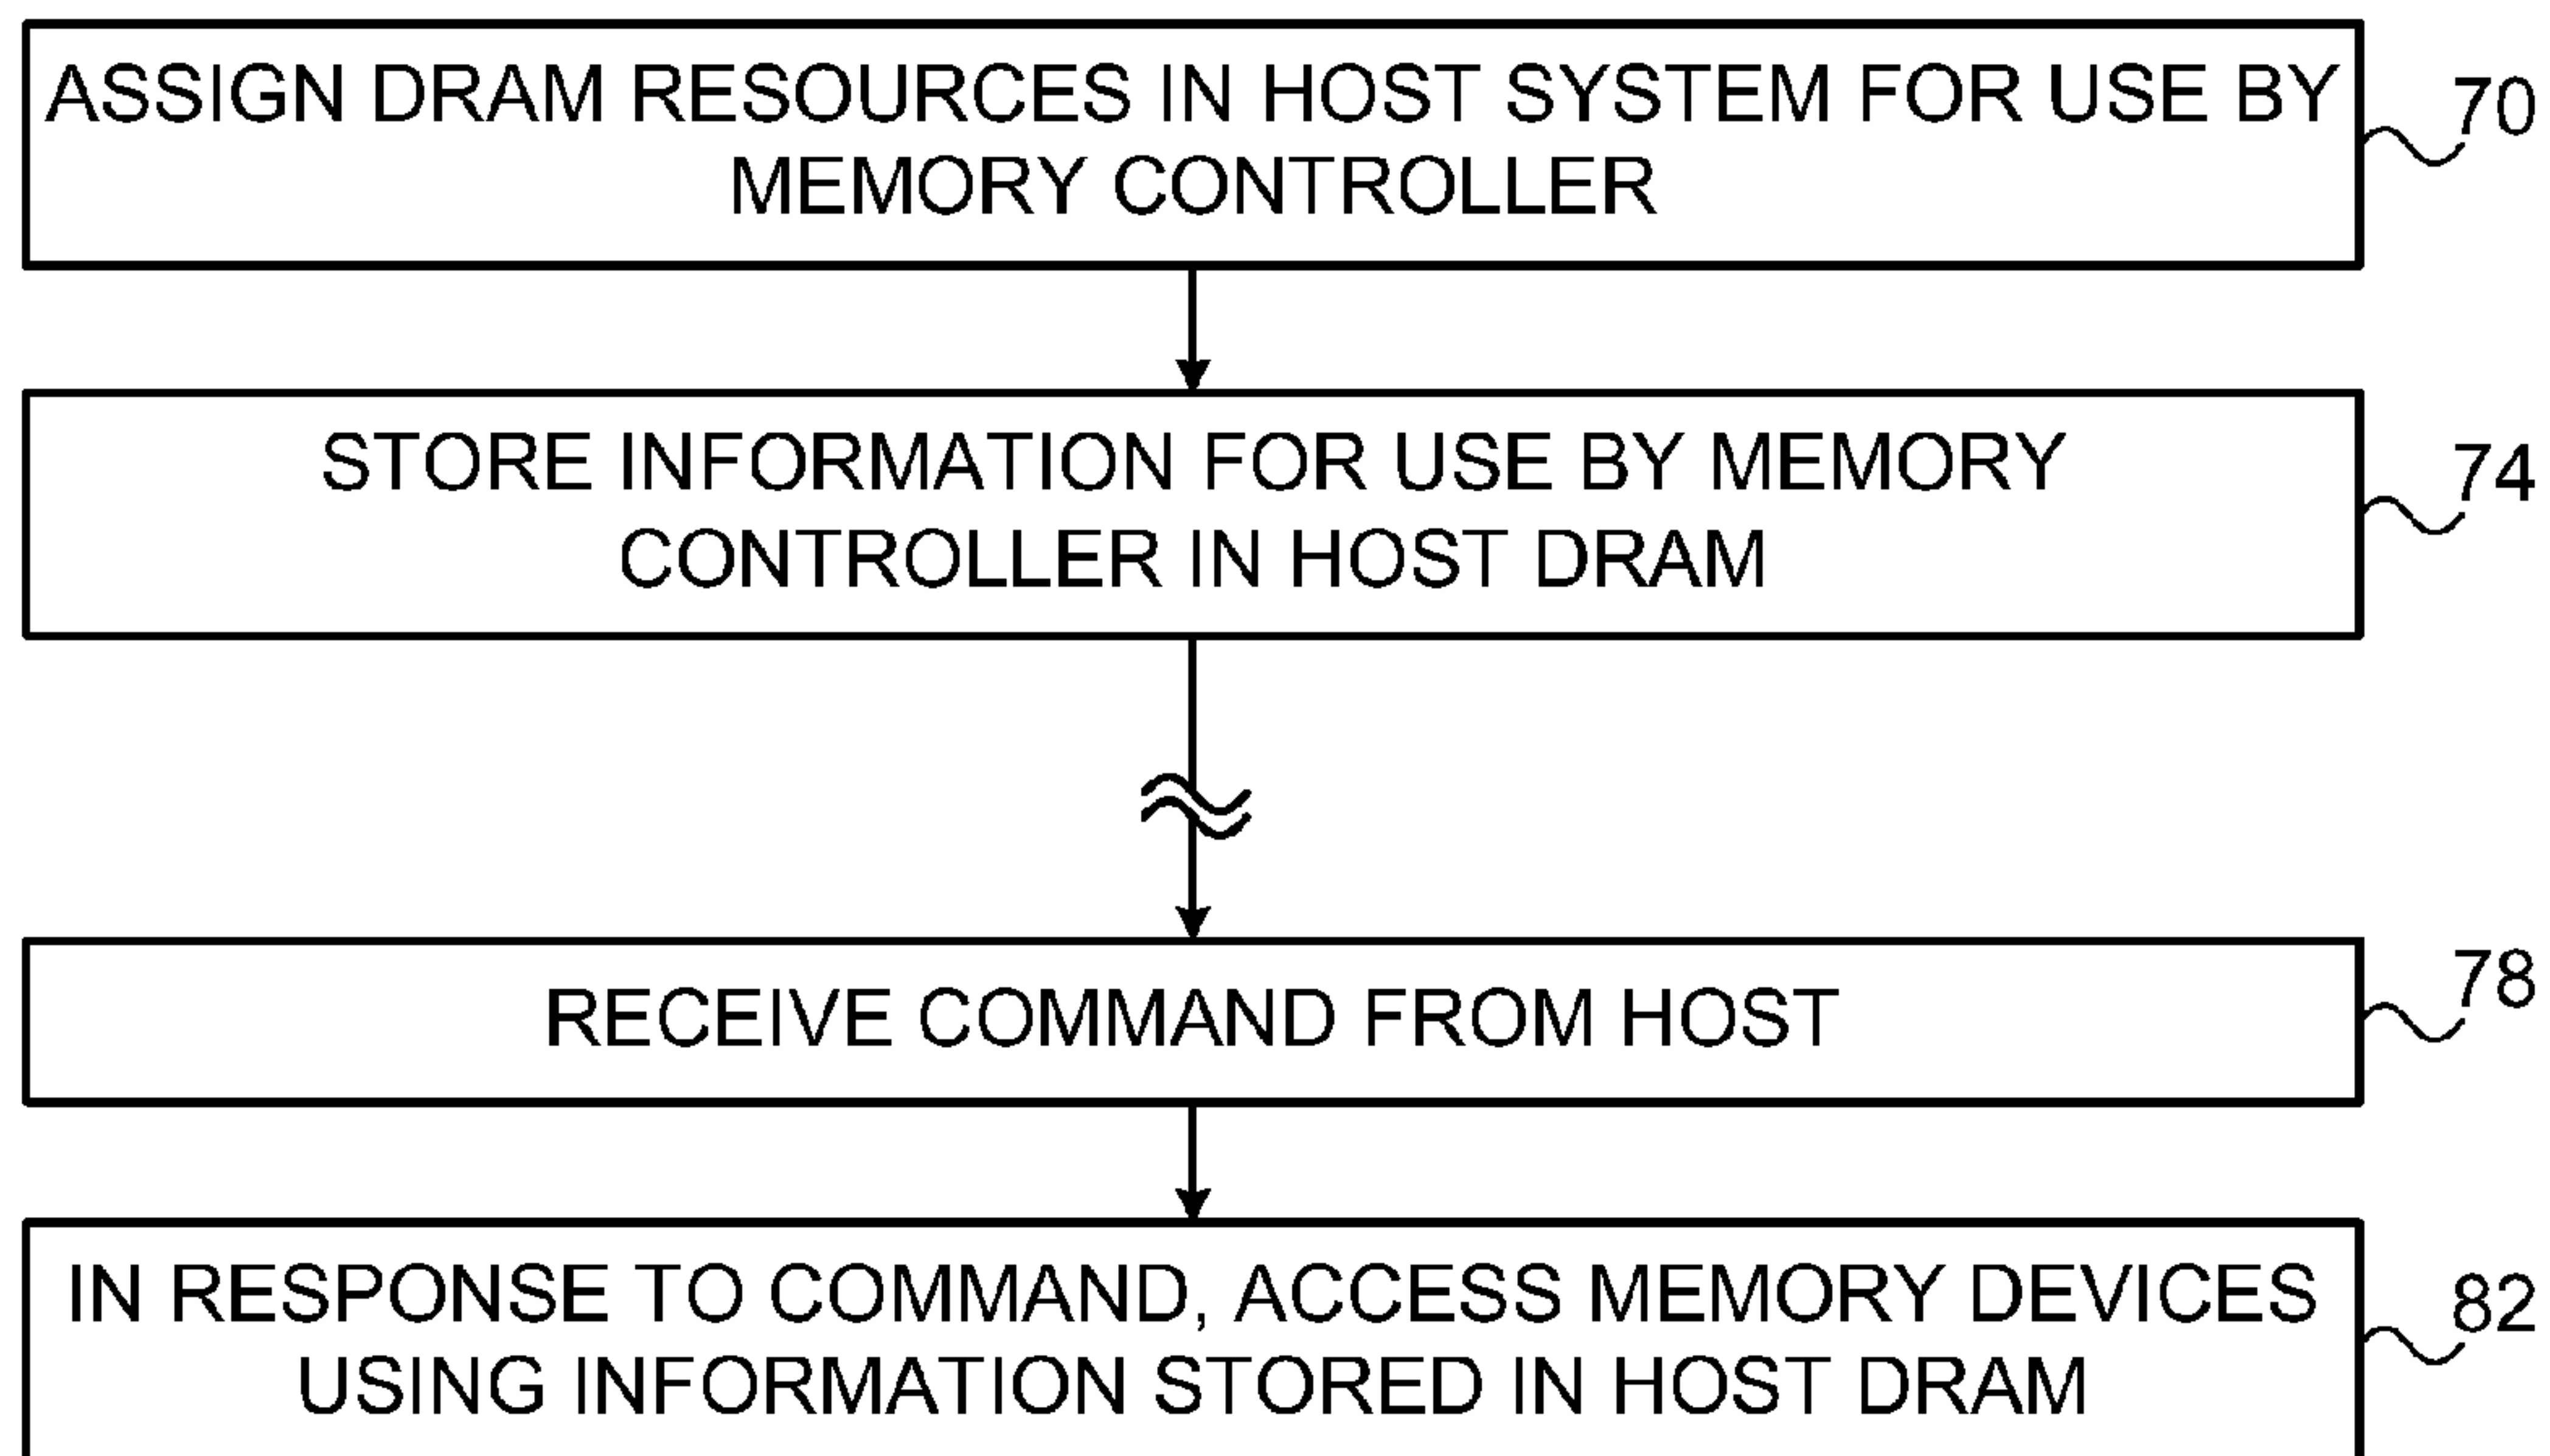 ASSIGN DRAM RESOURCES IN HOST SYSTEM FOR USE BY
MEMORY CONTROLLER
70
STORE INFORMATION FOR USE BY MEMORY
CONTROLLER IN HOST DRAM
74
RECEIVE COMMAND FROM HOST
78
IN RESPONSE TO COMMAND, ACCESS MEMORY DEVICES
USING INFORMATION STORED IN HOST DRAM
82